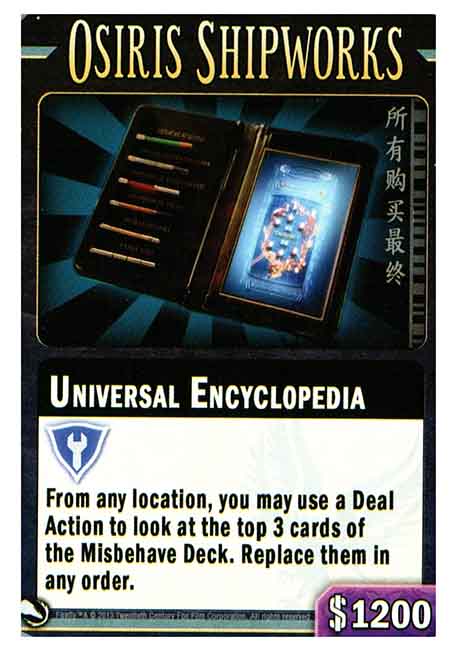 OSIRIS SHIPWORKS
所有购买最终
UNIVERSAL ENCYCLOPEDIA
From any location, you may use a Deal
Action to look at the top 3 cards of
the Misbehave Deck. Replace them in
any order.
$1200